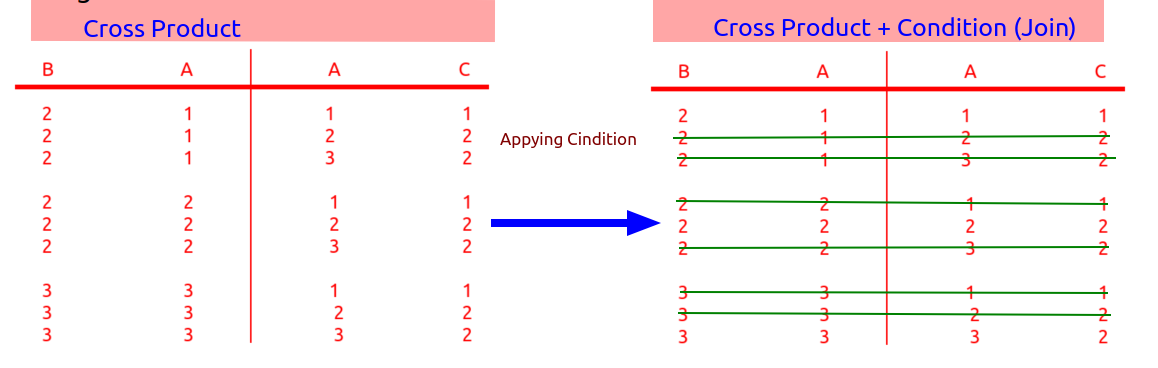 Cross Product
B A A C
2 1 1 1
2 1 2 2
2 1 3 2
2 2 1 1
2 2 2 2
2 2 3 2
3 3 1 1
3 3 2 2
3 3 3 2
Appying Cindition
Cross Product + Condition (Join)
B A A C
2 1 1 1
2 1 2 2
2 1 3 2
2 2 1 1
2 2 2 2
2 2 3 2
3 3 1 1
3 3 2 2
3 3 3 2